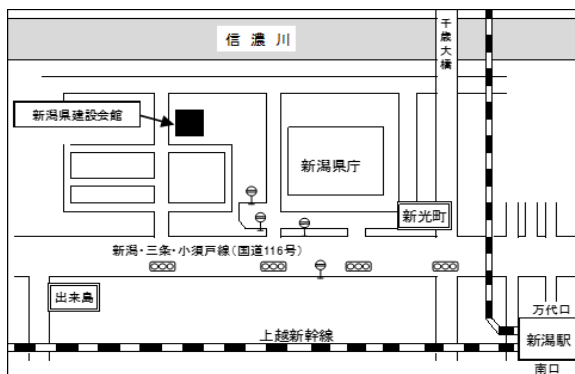 信濃川
千歳大橋
新潟県建設会館
新潟県庁
新光町
新潟・三条・小須戸線(国道116号)
出来島
万代口
上越新幹線
新潟駅
南口